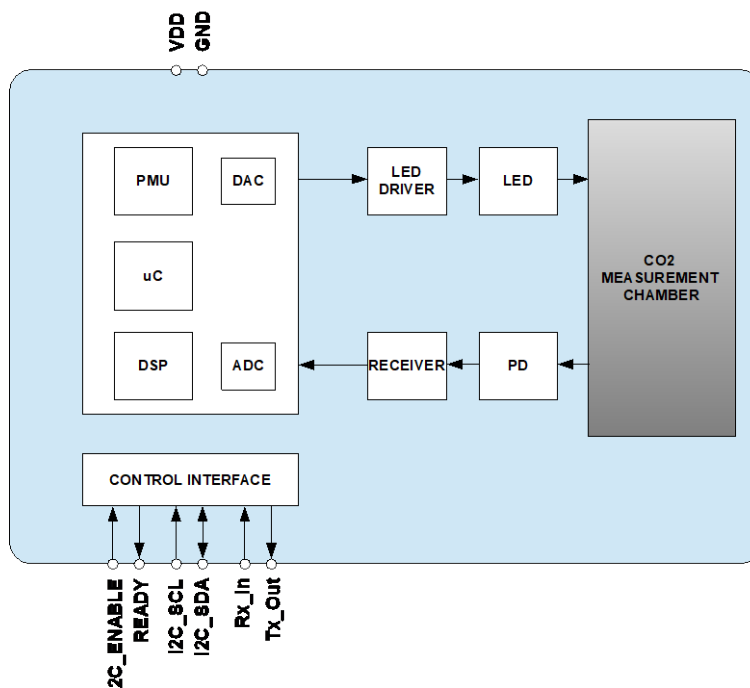 VDD
GND
PMU
DAC
LED
DRIVER
LED
uC
CO2
MEASUREMENT
CHAMBER
DSP
ADC
RECEIVER
PD
CONTROL INTERFACE
2C_ENABLE
READY
I2C_SCL
I2C_SDA
Rx_In
Tx_Out